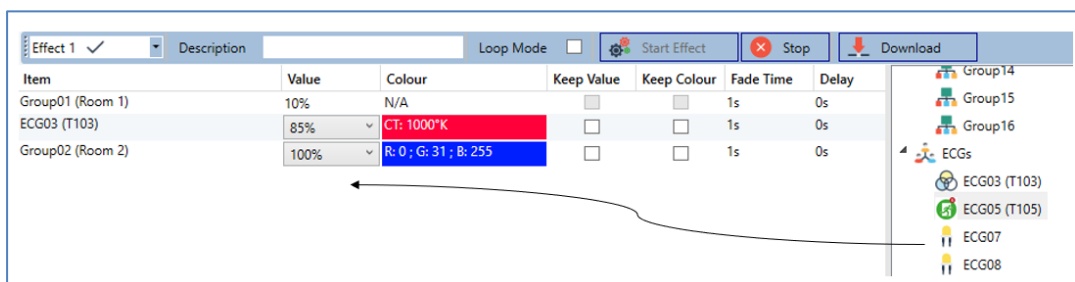 Effect 1 Description Loop Mode Start Effect Stop Download
Item Value Colour Keep Value Keep Colour Fade Time Delay
Group01 (Room 1) 10% N/A 1s 0s
ECG03 (T103) 85% CT: 1000°K 1s 0s
Group02 (Room 2) 100% R: 0 ; G: 31 ; B: 255 1s 0s
Group14
Group15
Group16
ECGs
ECG03 (T103)
ECG05 (T105)
ECG07
ECG08